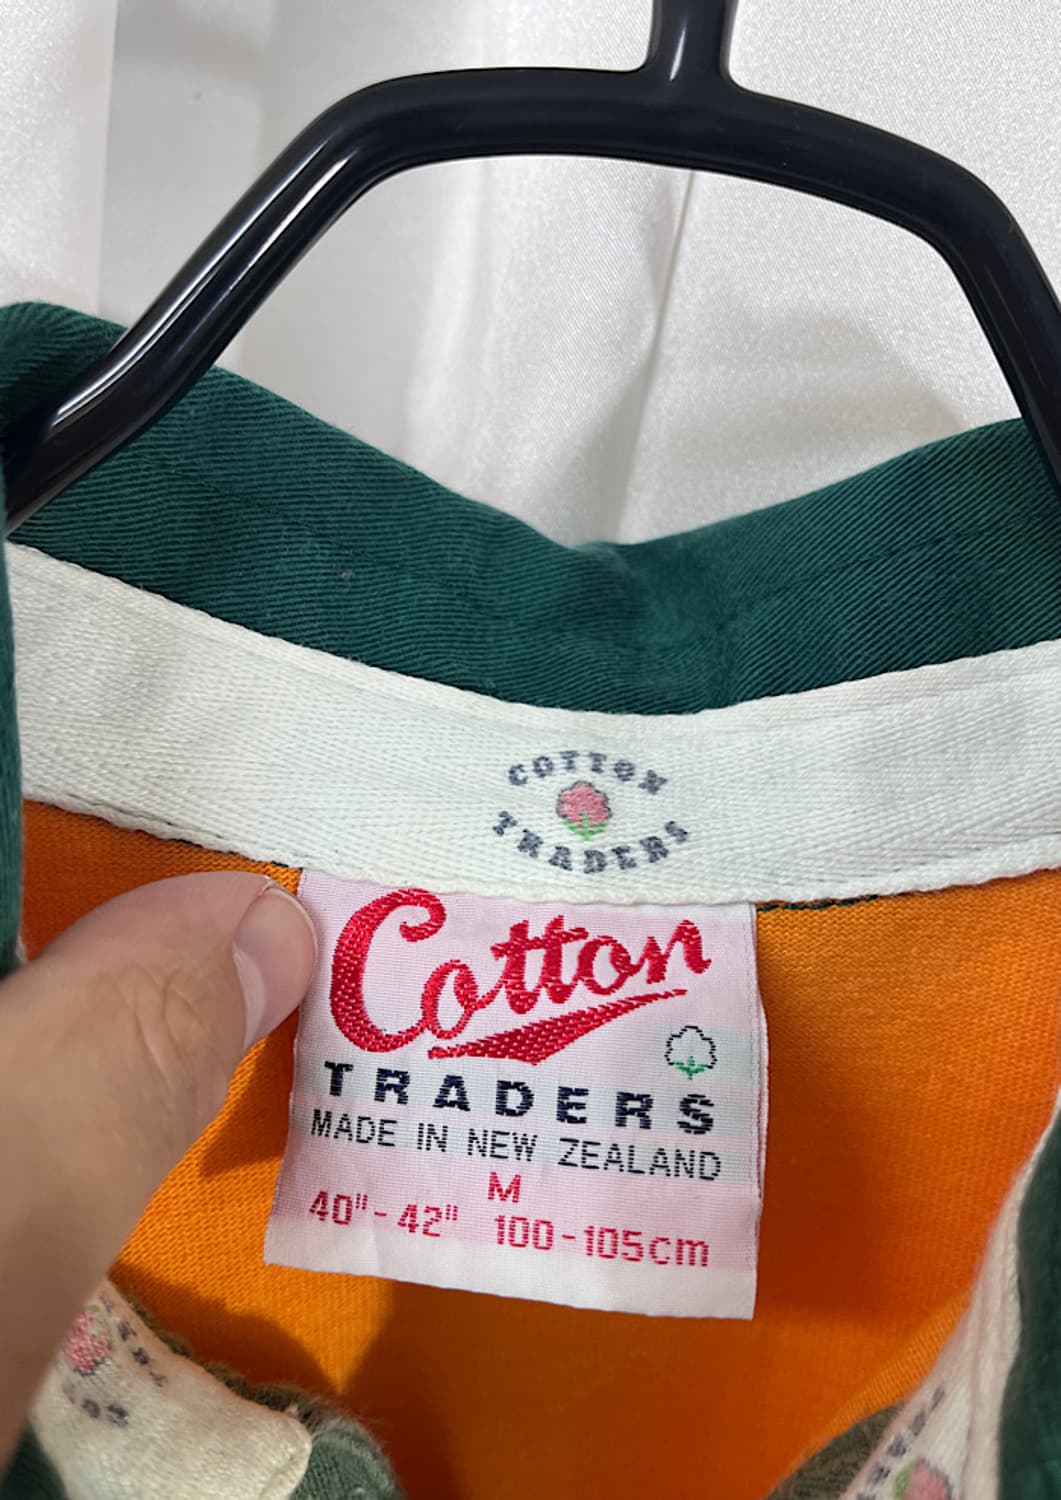 COTTON
TRADERS
Cotton
TRADERS
MADE IN NEW ZEALAND
M
40"-42" 100-105cm